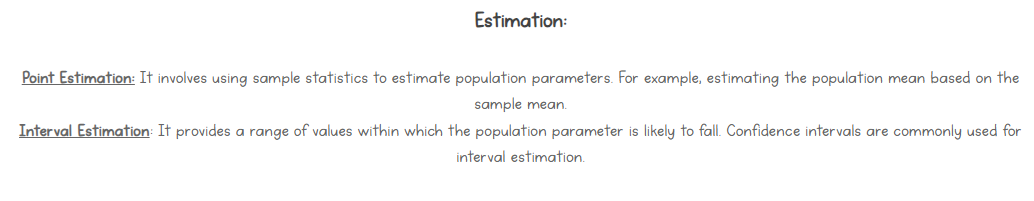 Estimation:
Point Estimation: It involves using sample statistics to estimate population parameters. For example, estimating the population mean based on the
sample mean.
Interval Estimation: It provides a range of values within which the population parameter is likely to fall. Confidence intervals are commonly used for
interval estimation.